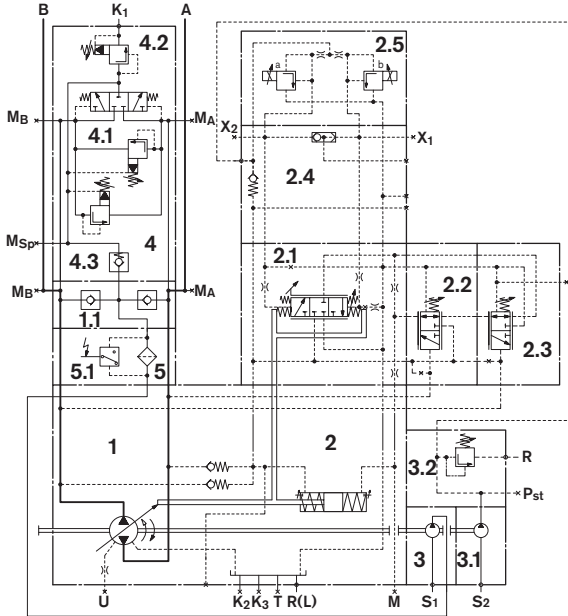 B K1 A
4.2 2.5
a b
MB 4.1 MA X2 X1
2.4
MSp 4
4.3 2.1
MB 1.1 MA 2.2
5.1 5 2.3
1 2 3.2 R
Pst
3 3.1
U K2 K3 T R(L) M S1 S2